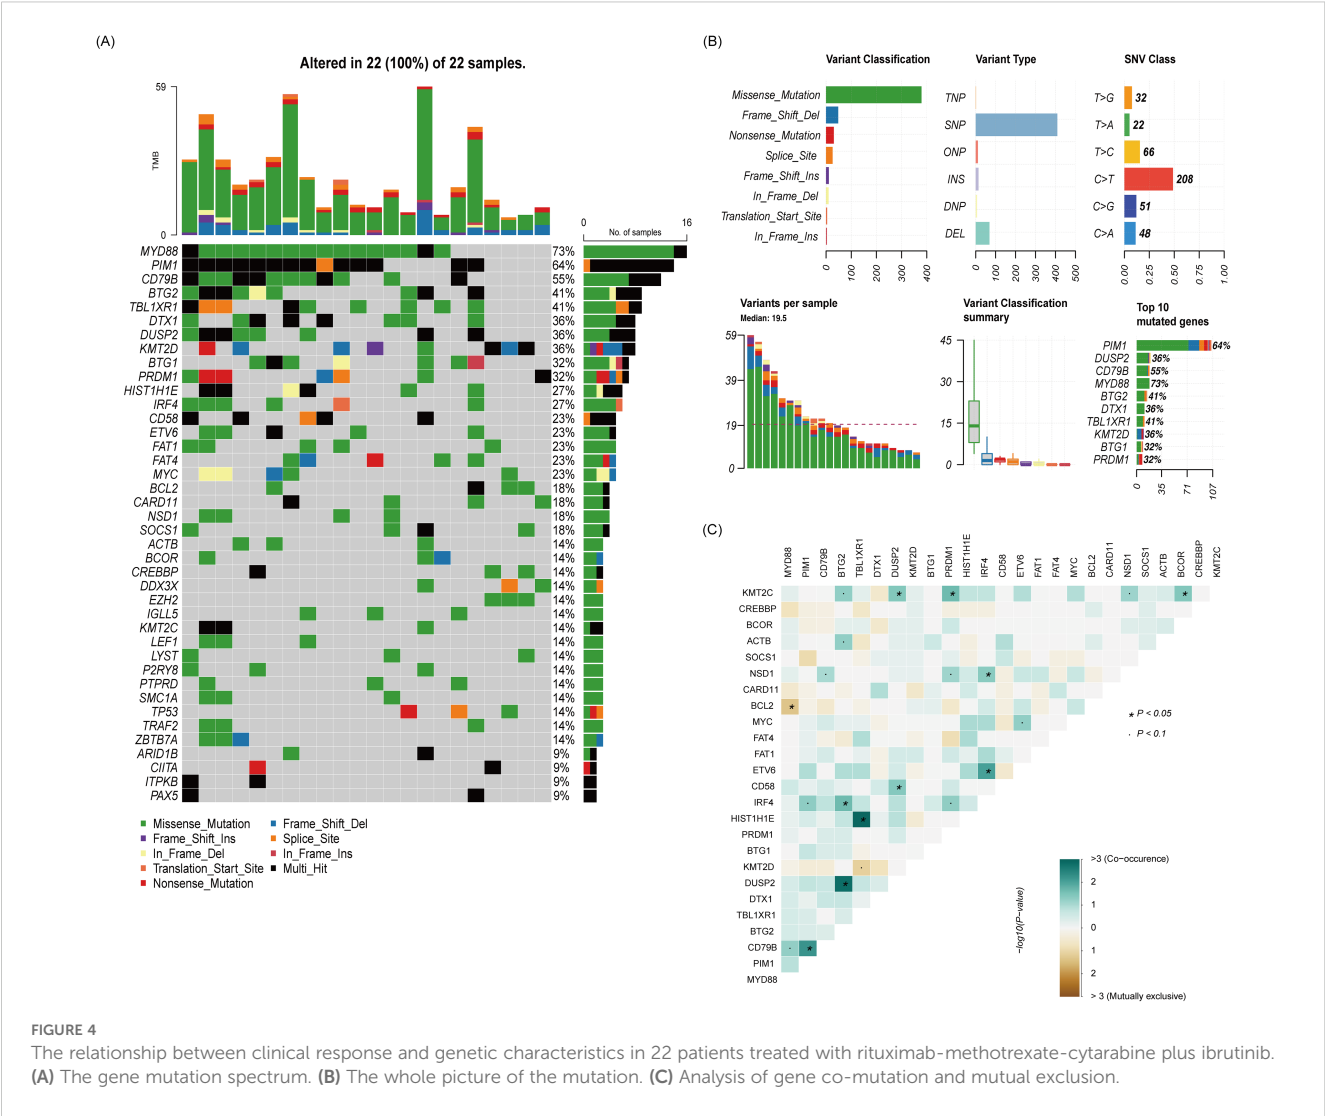 (A)
Altered in 22 (100%) of 22 samples.
59
TMB
0
0
16
No. of samples
MYD88 73%
PIM1 64%
CD79B 55%
BTG2 41%
TBL1XR1 41%
DTX1 36%
DUSP2 36%
KMT2D 36%
BTG1 32%
PRDM1 32%
HIST1H1E 27%
IRF4 27%
CD58 23%
ETV6 23%
FAT1 23%
FAT4 23%
MYC 23%
BCL2 18%
CARD11 18%
NSD1 18%
SOCS1 18%
ACTB 14%
BCOR 14%
CREBBP 14%
DDX3X 14%
EZH2 14%
IGLL5 14%
KMT2C 14%
LEF1 14%
LYST 14%
P2RY8 14%
PTPRD 14%
SMC1A 14%
TP53 14%
TRAF2 14%
ZBTB7A 14%
ARID1B 9%
CIITA 9%
ITPKB 9%
PAX5 9%
Missense_Mutation Frame_Shift_Del
Frame_Shift_Ins Splice_Site
In_Frame_Del In_Frame_Ins
Translation_Start_Site Multi_Hit
Nonsense_Mutation
(B)
Variant Classification
Missense_Mutation
Frame_Shift_Del
Nonsense_Mutation
Splice_Site
Frame_Shift_Ins
In_Frame_Del
Translation_Start_Site
In_Frame_Ins
0 100 200 300 400
Variant Type
TNP
SNP
ONP
INS
DNP
DEL
0 100 200 300 400 500
SNV Class
T>G 32
T>A 22
T>C 66
C>T 208
C>G 51
C>A 48
0.00 0.25 0.50 0.75 1.00
Variants per sample
Median: 19.5
59
39
19
0
Variant Classification
summary
45
30
15
0
Top 10
mutated genes
PIM1 64%
DUSP2 36%
CD79B 55%
MYD88 73%
BTG2 41%
DTX1 36%
TBL1XR1 41%
KMT2D 36%
BTG1 32%
PRDM1 32%
0 35 71 107
(C)
MYD88 PIM1 CD79B BTG2 TBL1XR1 DTX1 DUSP2 KMT2D BTG1 PRDM1 HIST1H1E IRF4 CD58 ETV6 FAT1 FAT4 MYC BCL2 CARD11 NSD1 SOCS1 ACTB BCOR CREBBP KMT2C
KMT2C
CREBBP
BCOR
ACTB
SOCS1
NSD1
CARD11
BCL2
MYC
FAT4
FAT1
ETV6
CD58
IRF4
HIST1H1E
PRDM1
BTG1
KMT2D
DUSP2
DTX1
TBL1XR1
BTG2
CD79B
PIM1
MYD88
* P < 0.05
· P < 0.1
−log10(P−value)
>3 (Co−occurence)
2
1
0
1
2
> 3 (Mutually exclusive)
FIGURE 4
The relationship between clinical response and genetic characteristics in 22 patients treated with rituximab-methotrexate-cytarabine plus ibrutinib.
(A) The gene mutation spectrum. (B) The whole picture of the mutation. (C) Analysis of gene co-mutation and mutual exclusion.